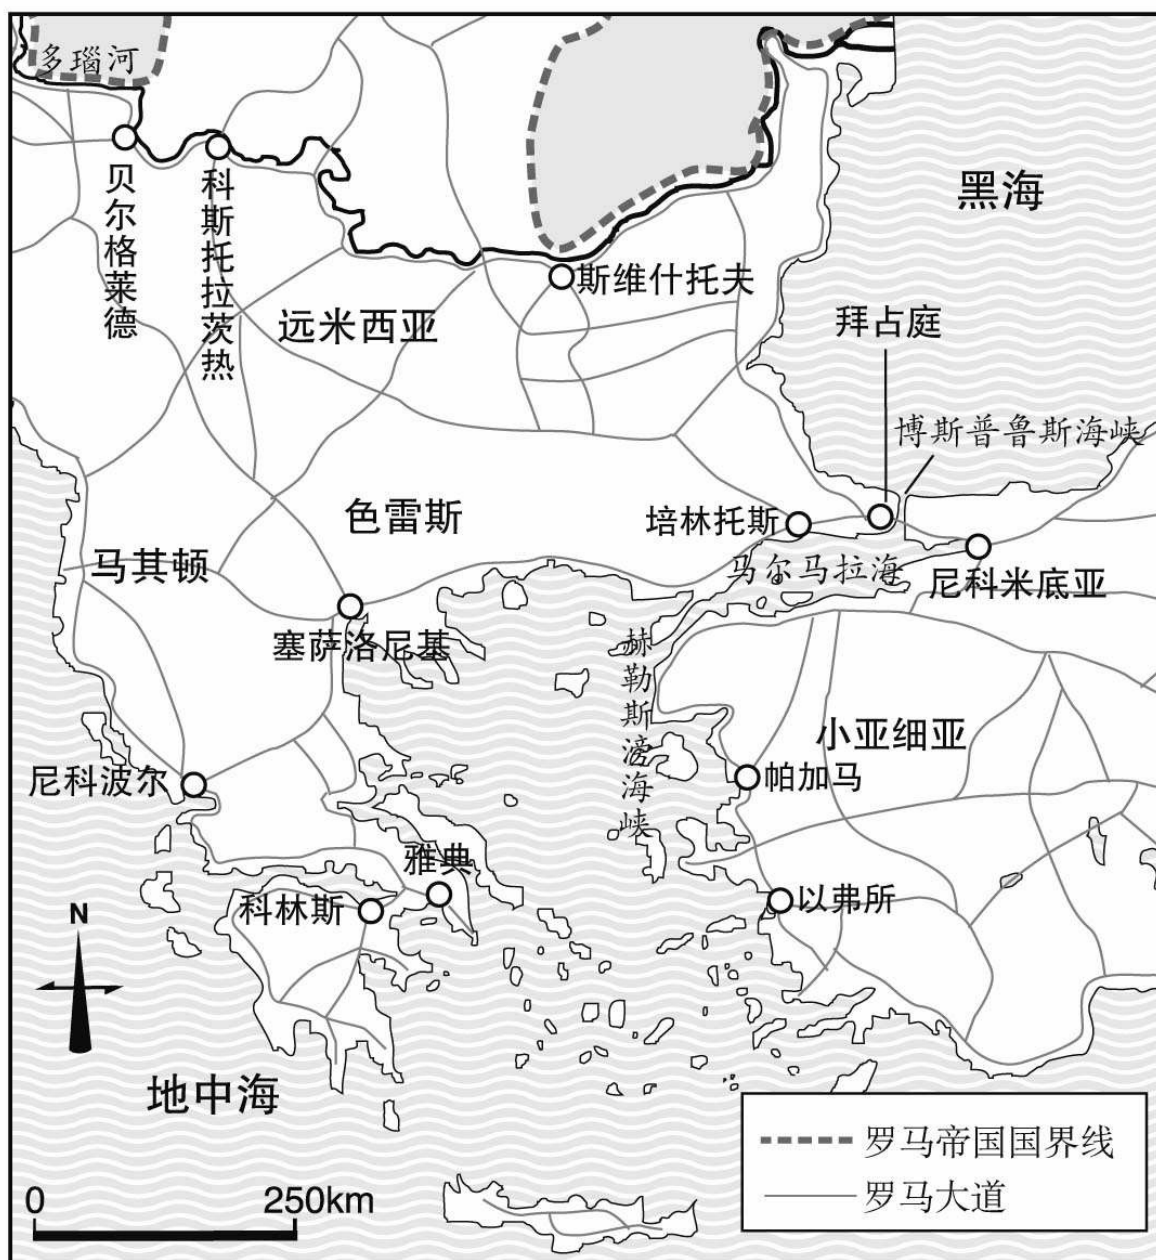 多瑙河
贝尔格莱德
科斯托拉茨热
黑海
斯维什托夫
远米西亚
拜占庭
博斯普鲁斯海峡
色雷斯
培林托斯
马其顿
马尔马拉海
尼科米底亚
塞萨洛尼基
赫勒斯滂海峡
小亚细亚
尼科波尔
帕加马
雅典
科林斯
以弗所
N
地中海
罗马帝国国界线
罗马大道
0 250km